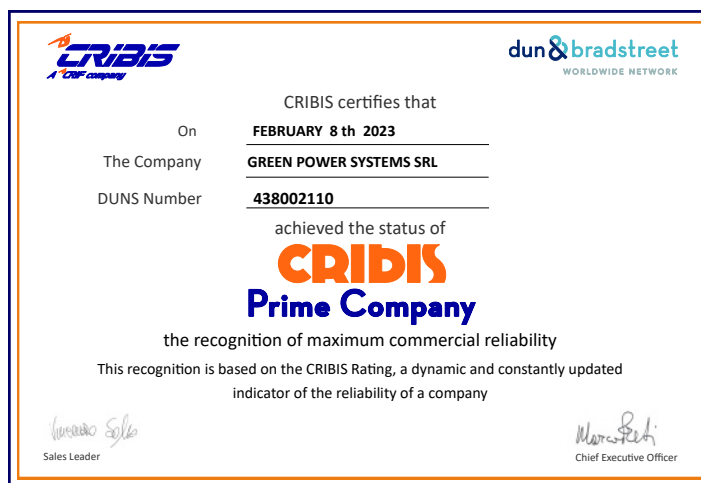 CRIBIS
A CRIF company
dun & bradstreet
WORLDWIDE NETWORK
CRIBIS certifies that
On FEBRUARY 8 th 2023
The Company GREEN POWER SYSTEMS SRL
DUNS Number 438002110
achieved the status of
CRIBIS
Prime Company
the recognition of maximum commercial reliability
This recognition is based on the CRIBIS Rating, a dynamic and constantly updated
indicator of the reliability of a company
Sales Leader
Chief Executive Officer